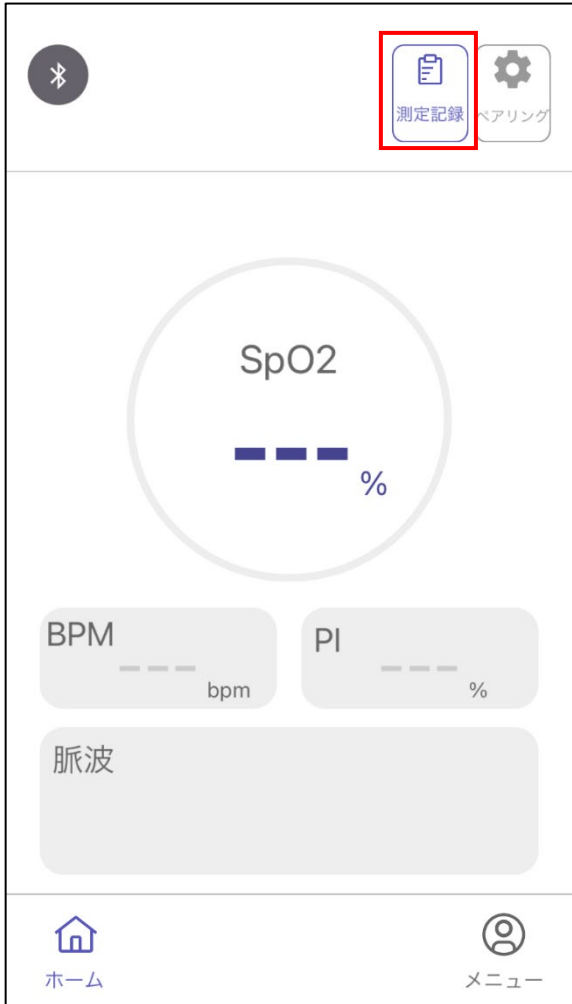 測定記録
ペアリング
SpO2
---
%
BPM
---
bpm
PI
---
%
脈波
ホーム
メニュー